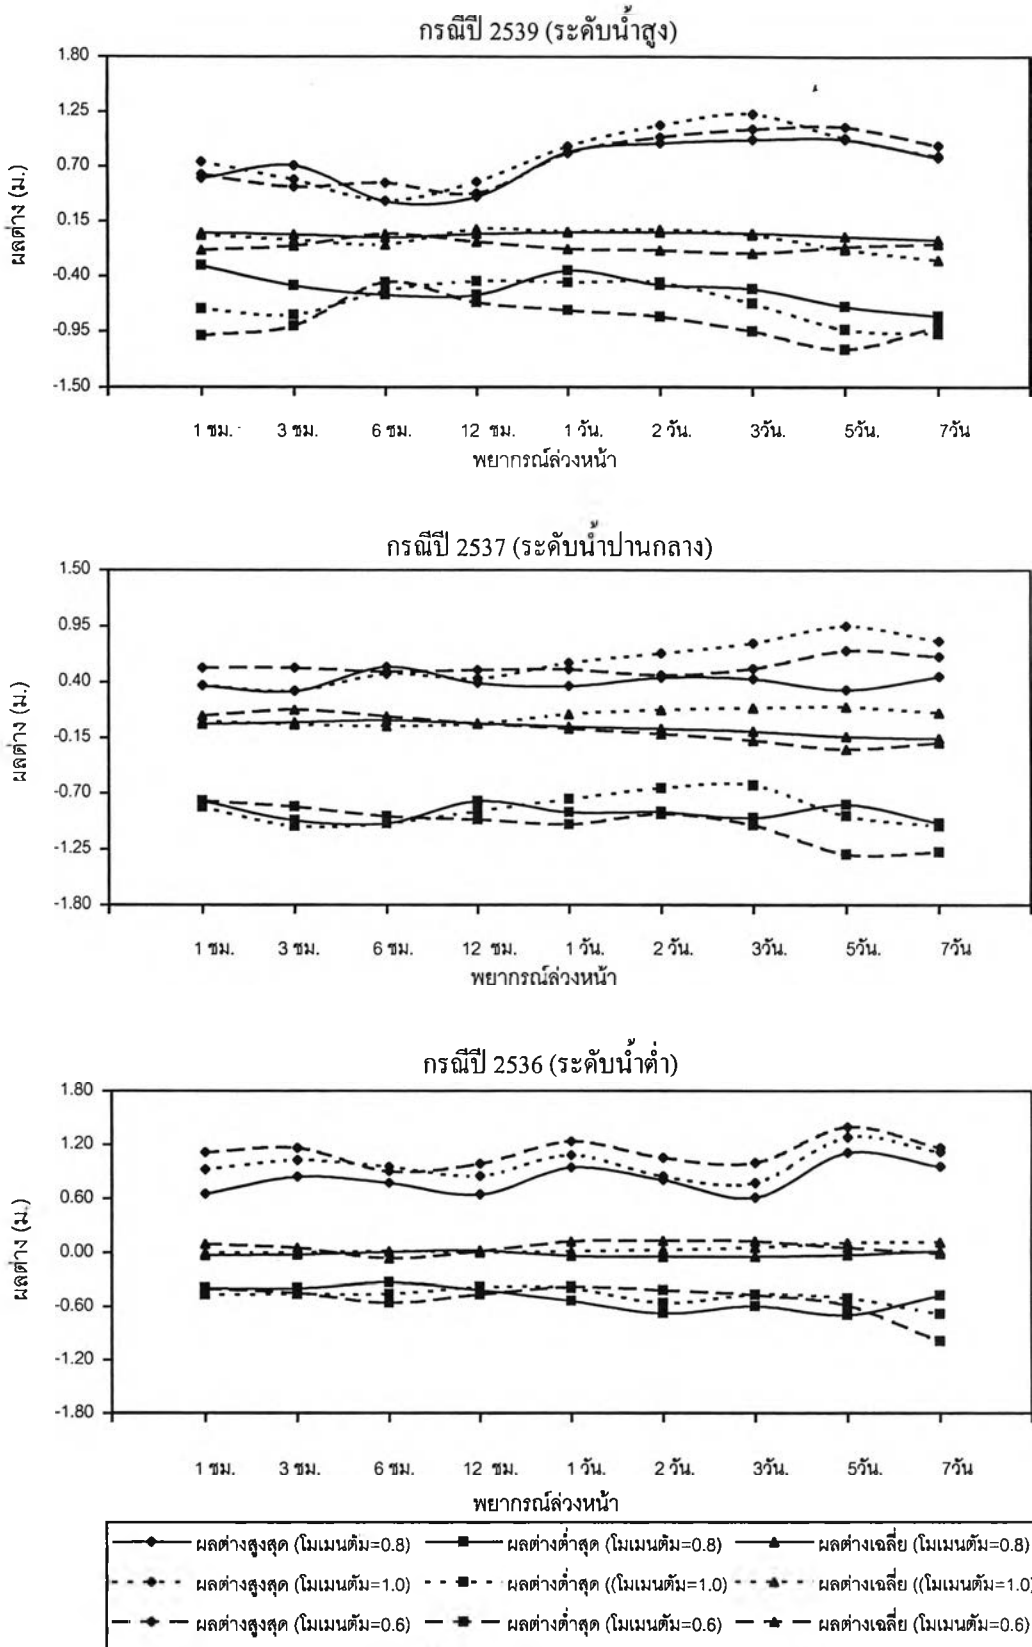 กรณีปี 2539 (ระดับน้ำสูง)
1.80
1.25
0.70
0.15
-0.40
-0.95
-1.50
ผลต่าง (ม.)
1 ชม. 3 ชม. 6 ชม. 12 ชม. 1 วัน. 2 วัน. 3วัน. 5วัน. 7วัน
พยากรณ์ล่วงหน้า
กรณีปี 2537 (ระดับน้ำปานกลาง)
1.50
0.95
0.40
-0.15
-0.70
-1.25
-1.80
ผลต่าง (ม.)
1 ชม. 3 ชม. 6 ชม. 12 ชม. 1 วัน. 2 วัน. 3วัน. 5วัน. 7วัน
พยากรณ์ล่วงหน้า
กรณีปี 2536 (ระดับน้ำต่ำ)
1.80
1.20
0.60
0.00
-0.60
-1.20
-1.80
ผลต่าง (ม.)
1 ชม. 3 ชม. 6 ชม. 12 ชม. 1 วัน. 2 วัน. 3วัน. 5วัน. 7วัน
พยากรณ์ล่วงหน้า
ผลต่างสูงสุด (โมเมนตัม=0.8) ผลต่างต่ำสุด (โมเมนตัม=0.8) ผลต่างเฉลี่ย (โมเมนตัม=0.8)
ผลต่างสูงสุด (โมเมนตัม=1.0) ผลต่างต่ำสุด ((โมเมนตัม=1.0) ผลต่างเฉลี่ย ((โมเมนตัม=1.0)
ผลต่างสูงสุด (โมเมนตัม=0.6) ผลต่างต่ำสุด (โมเมนตัม=0.6) ผลต่างเฉลี่ย (โมเมนตัม=0.6)